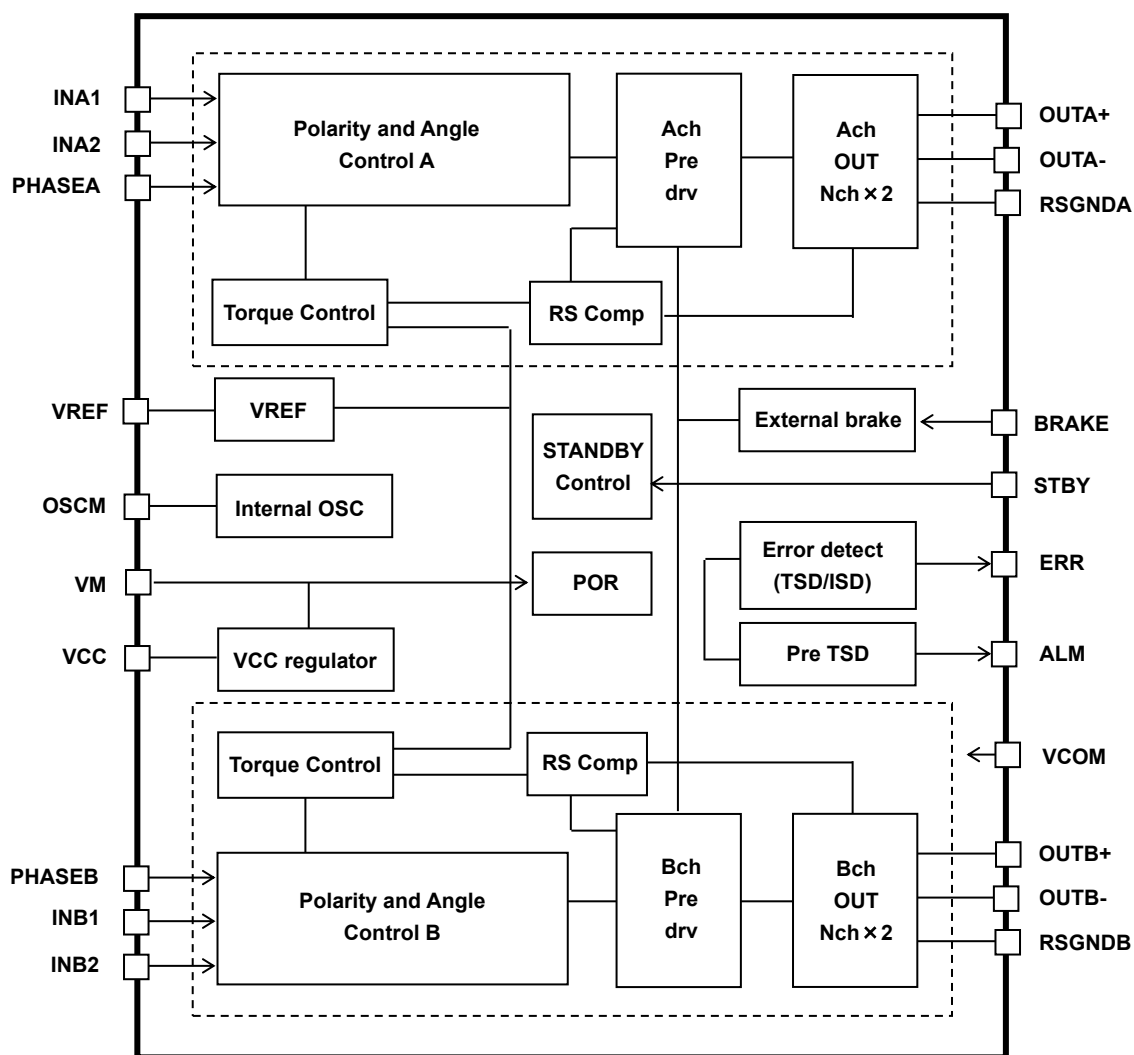 INA1
INA2
PHASEA
Polarity and Angle
Control A
Ach
Pre
drv
Ach
OUT
Nch×2
OUTA+
OUTA-
RSGNDA
Torque Control
RS Comp
VREF
VREF
External brake
BRAKE
STANDBY
Control
STBY
OSCM
Internal OSC
Error detect
(TSD/ISD)
ERR
VM
POR
VCC
VCC regulator
Pre TSD
ALM
Torque Control
RS Comp
VCOM
PHASEB
INB1
INB2
Polarity and Angle
Control B
Bch
Pre
drv
Bch
OUT
Nch×2
OUTB+
OUTB-
RSGNDB